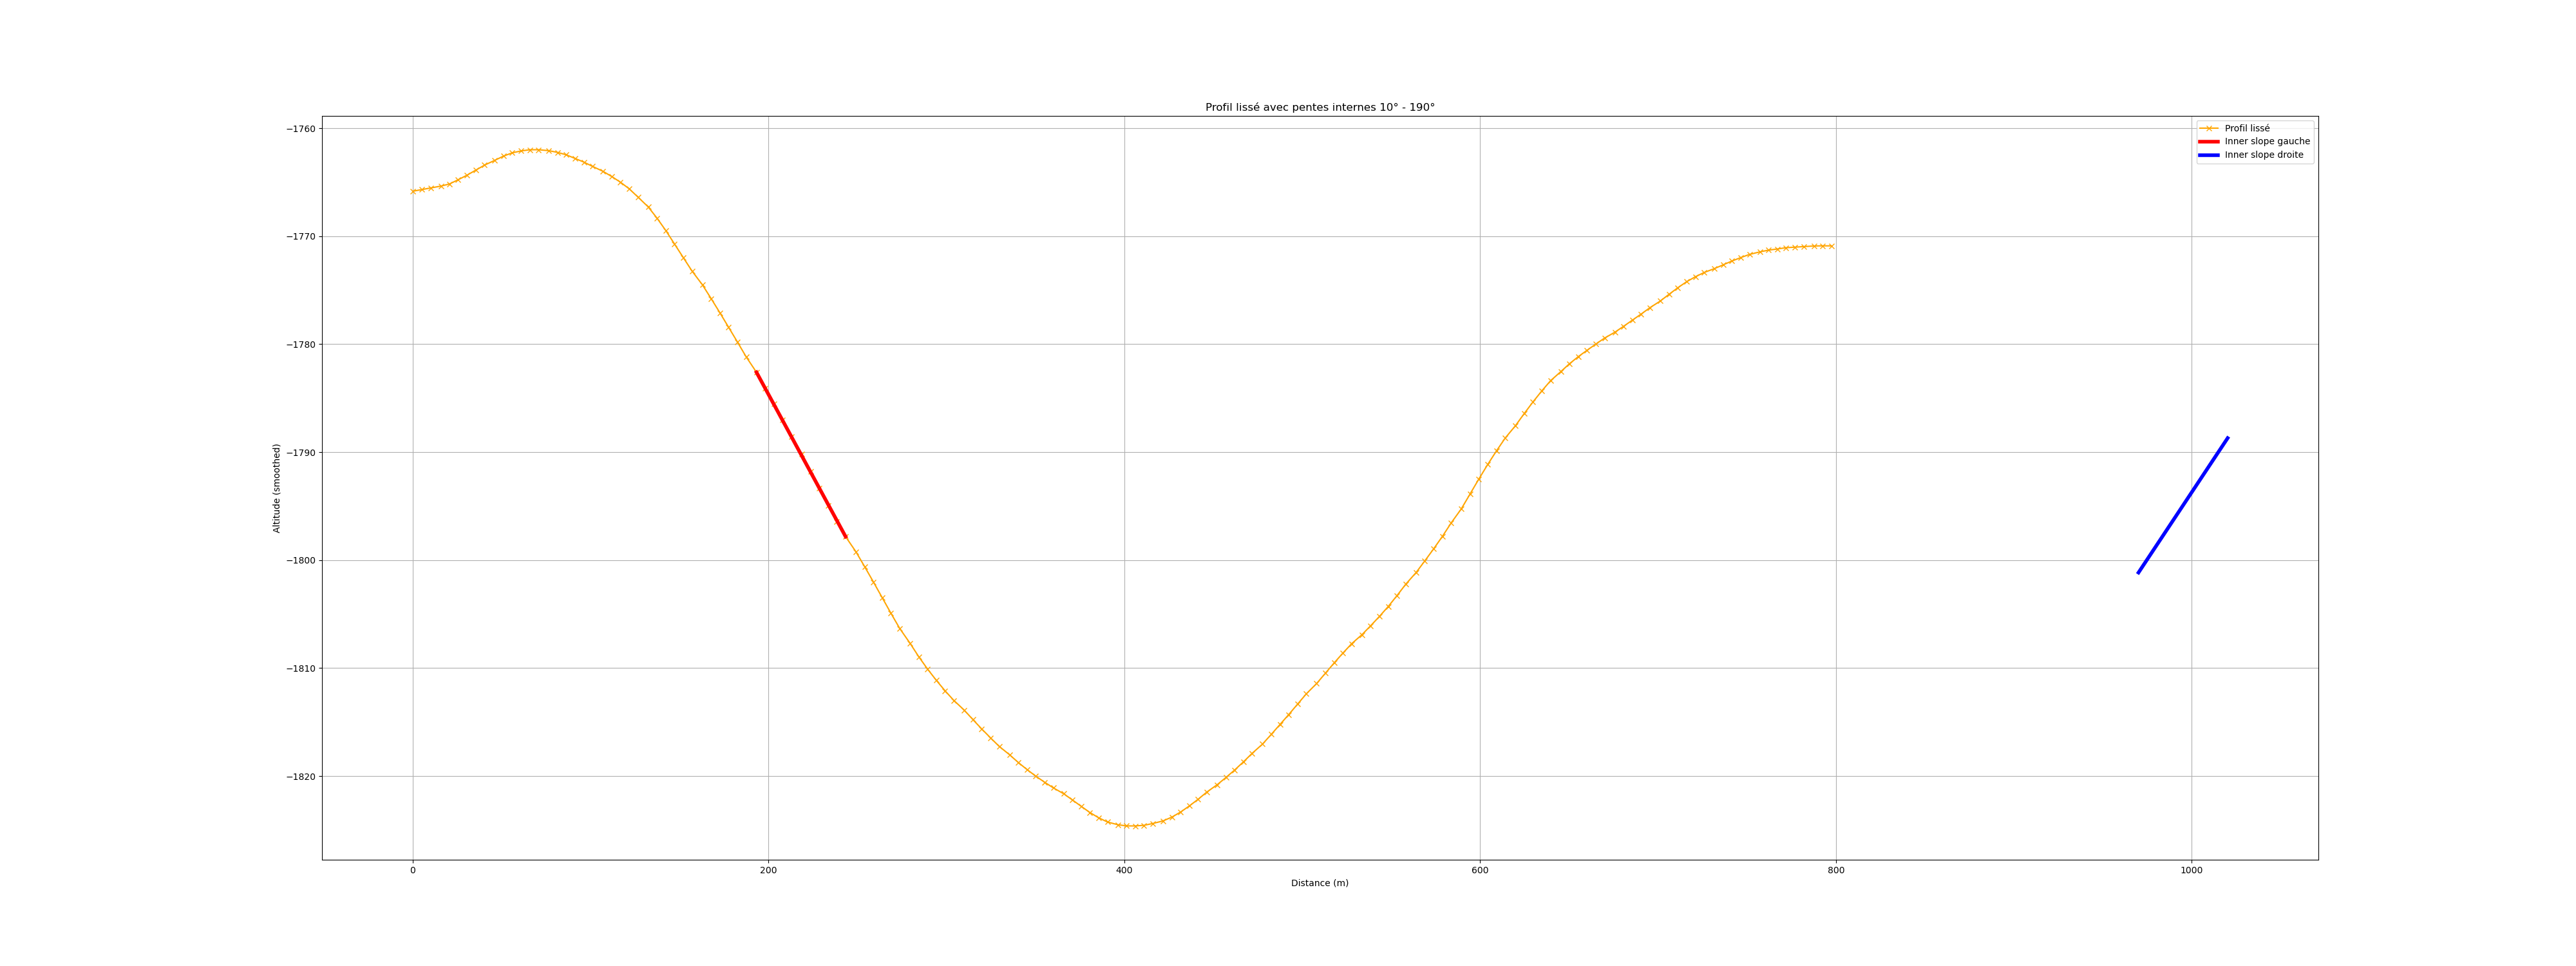 Profil lissé avec pentes internes 10° - 190°
Profil lissé
Inner slope gauche
Inner slope droite
Altitude (smoothed)
−1760
−1770
−1780
−1790
−1800
−1810
−1820
0
200
400
600
800
1000
Distance (m)